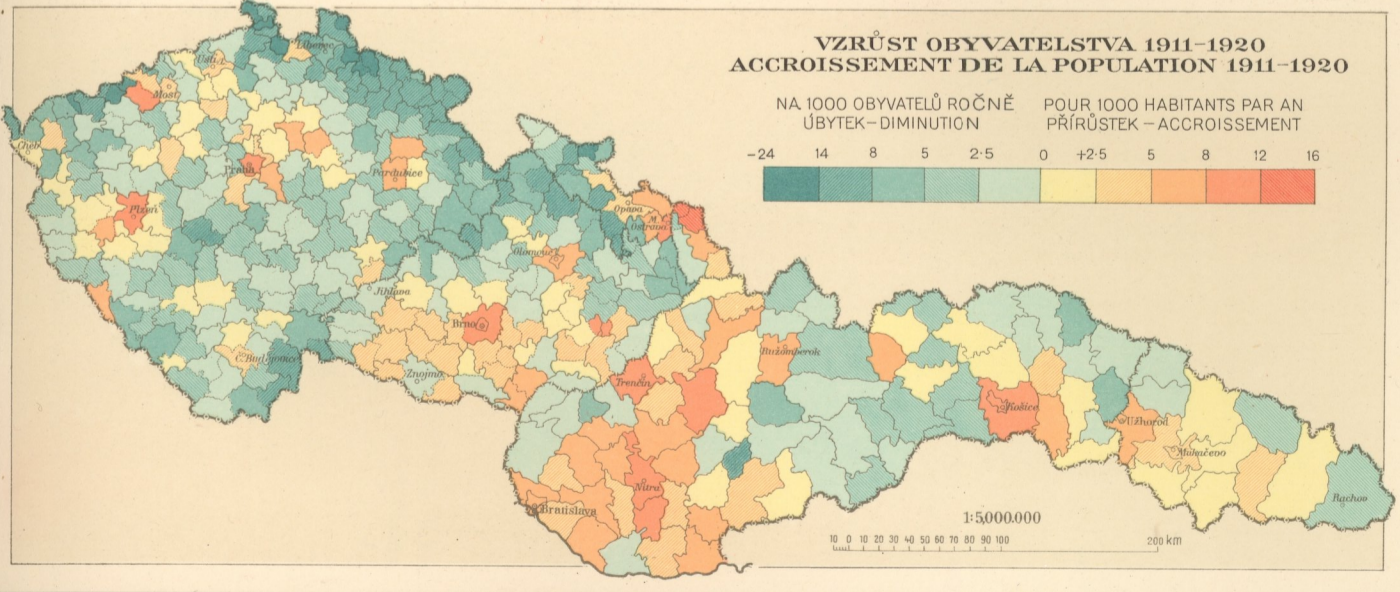 VZRŮST OBYVATELSTVA 1911–1920
ACCROISSEMENT DE LA POPULATION 1911–1920
NA 1000 OBYVATELŮ ROČNĚ
ÚBYTEK–DIMINUTION
POUR 1000 HABITANTS PAR AN
PŘÍRŮSTEK – ACCROISSEMENT
–24 14 8 5 2·5 0 +2·5 5 8 12 16
Liberec
Ústí
Most
Cheb
Praha
Pardubice
Plzeň
Opava
M. Ostrava
Olomouc
Jihlava
Brno
Č. Budějovice
Znojmo
Ružomberok
Trenčín
Košice
Užhorod
Mukačevo
Nitra
Rachov
Bratislava
1:5,000.000
10 0 10 20 30 40 50 60 70 80 90 100 200 km